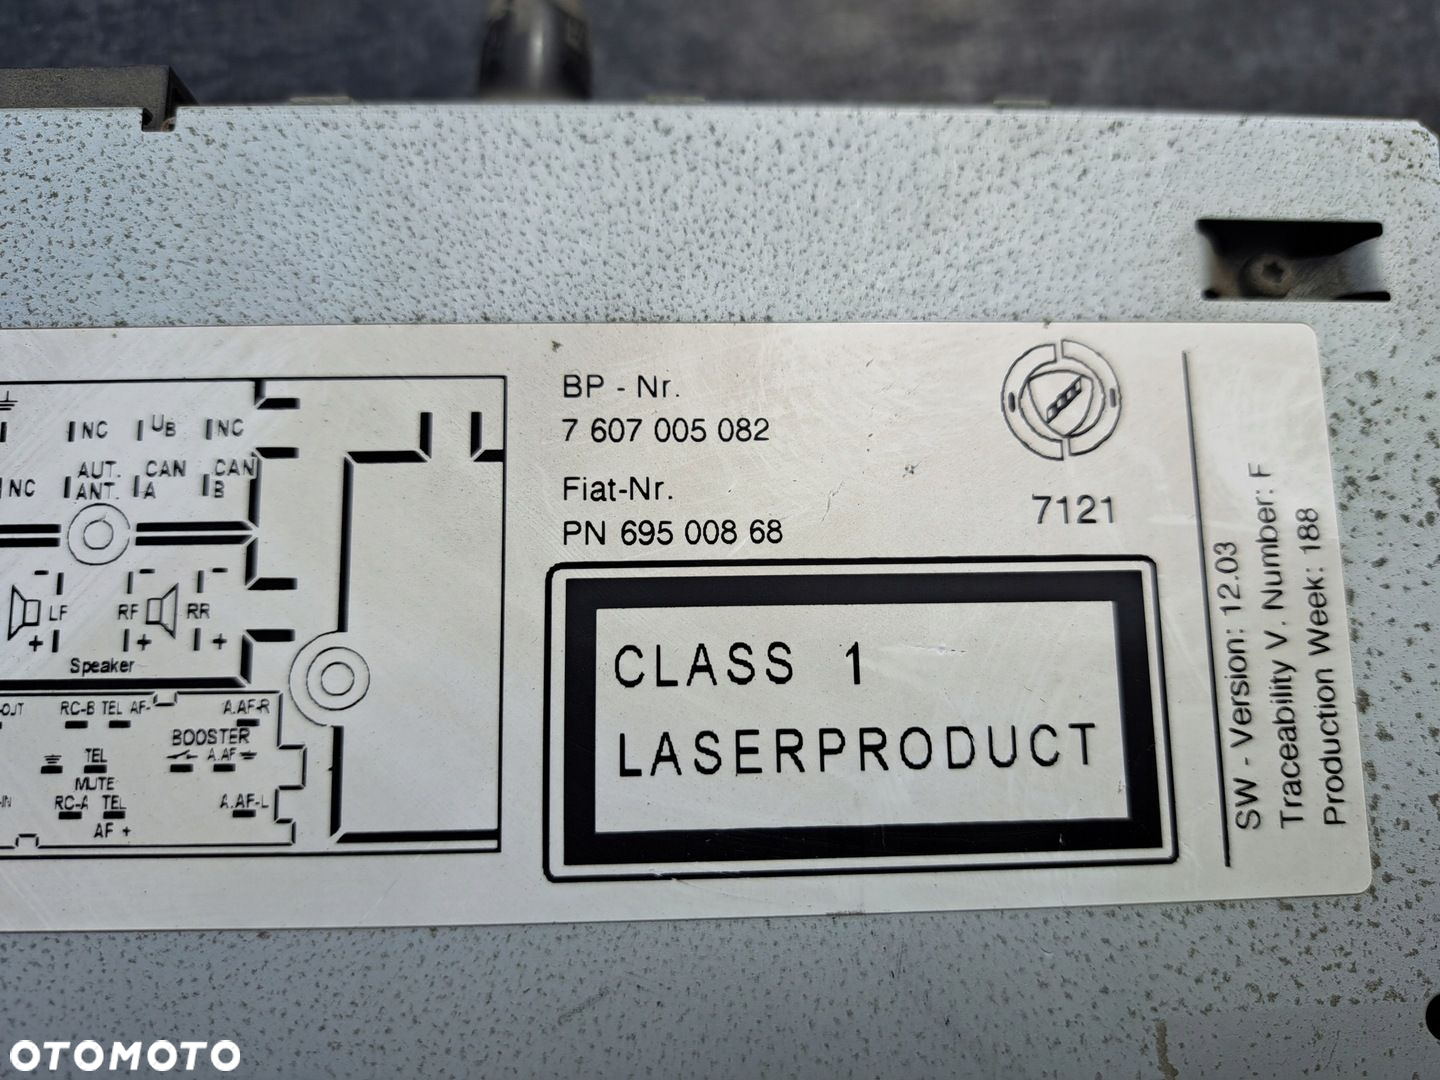 NC UB NC
NC AUT. ANT. CAN A CAN B
- - -
LF RF RR
+ + +
Speaker
-OUT RC-B TEL AF- A.AF-R
BOOSTER
TEL A.AF
MUTE
-IN RC-A TEL A.AF-L
AF +
BP - Nr.
7 607 005 082
Fiat-Nr.
PN 695 008 68
7121
CLASS 1
LASERPRODUCT
SW - Version: 12.03
Traceability V. Number: F
Production Week: 188
OTOMOTO